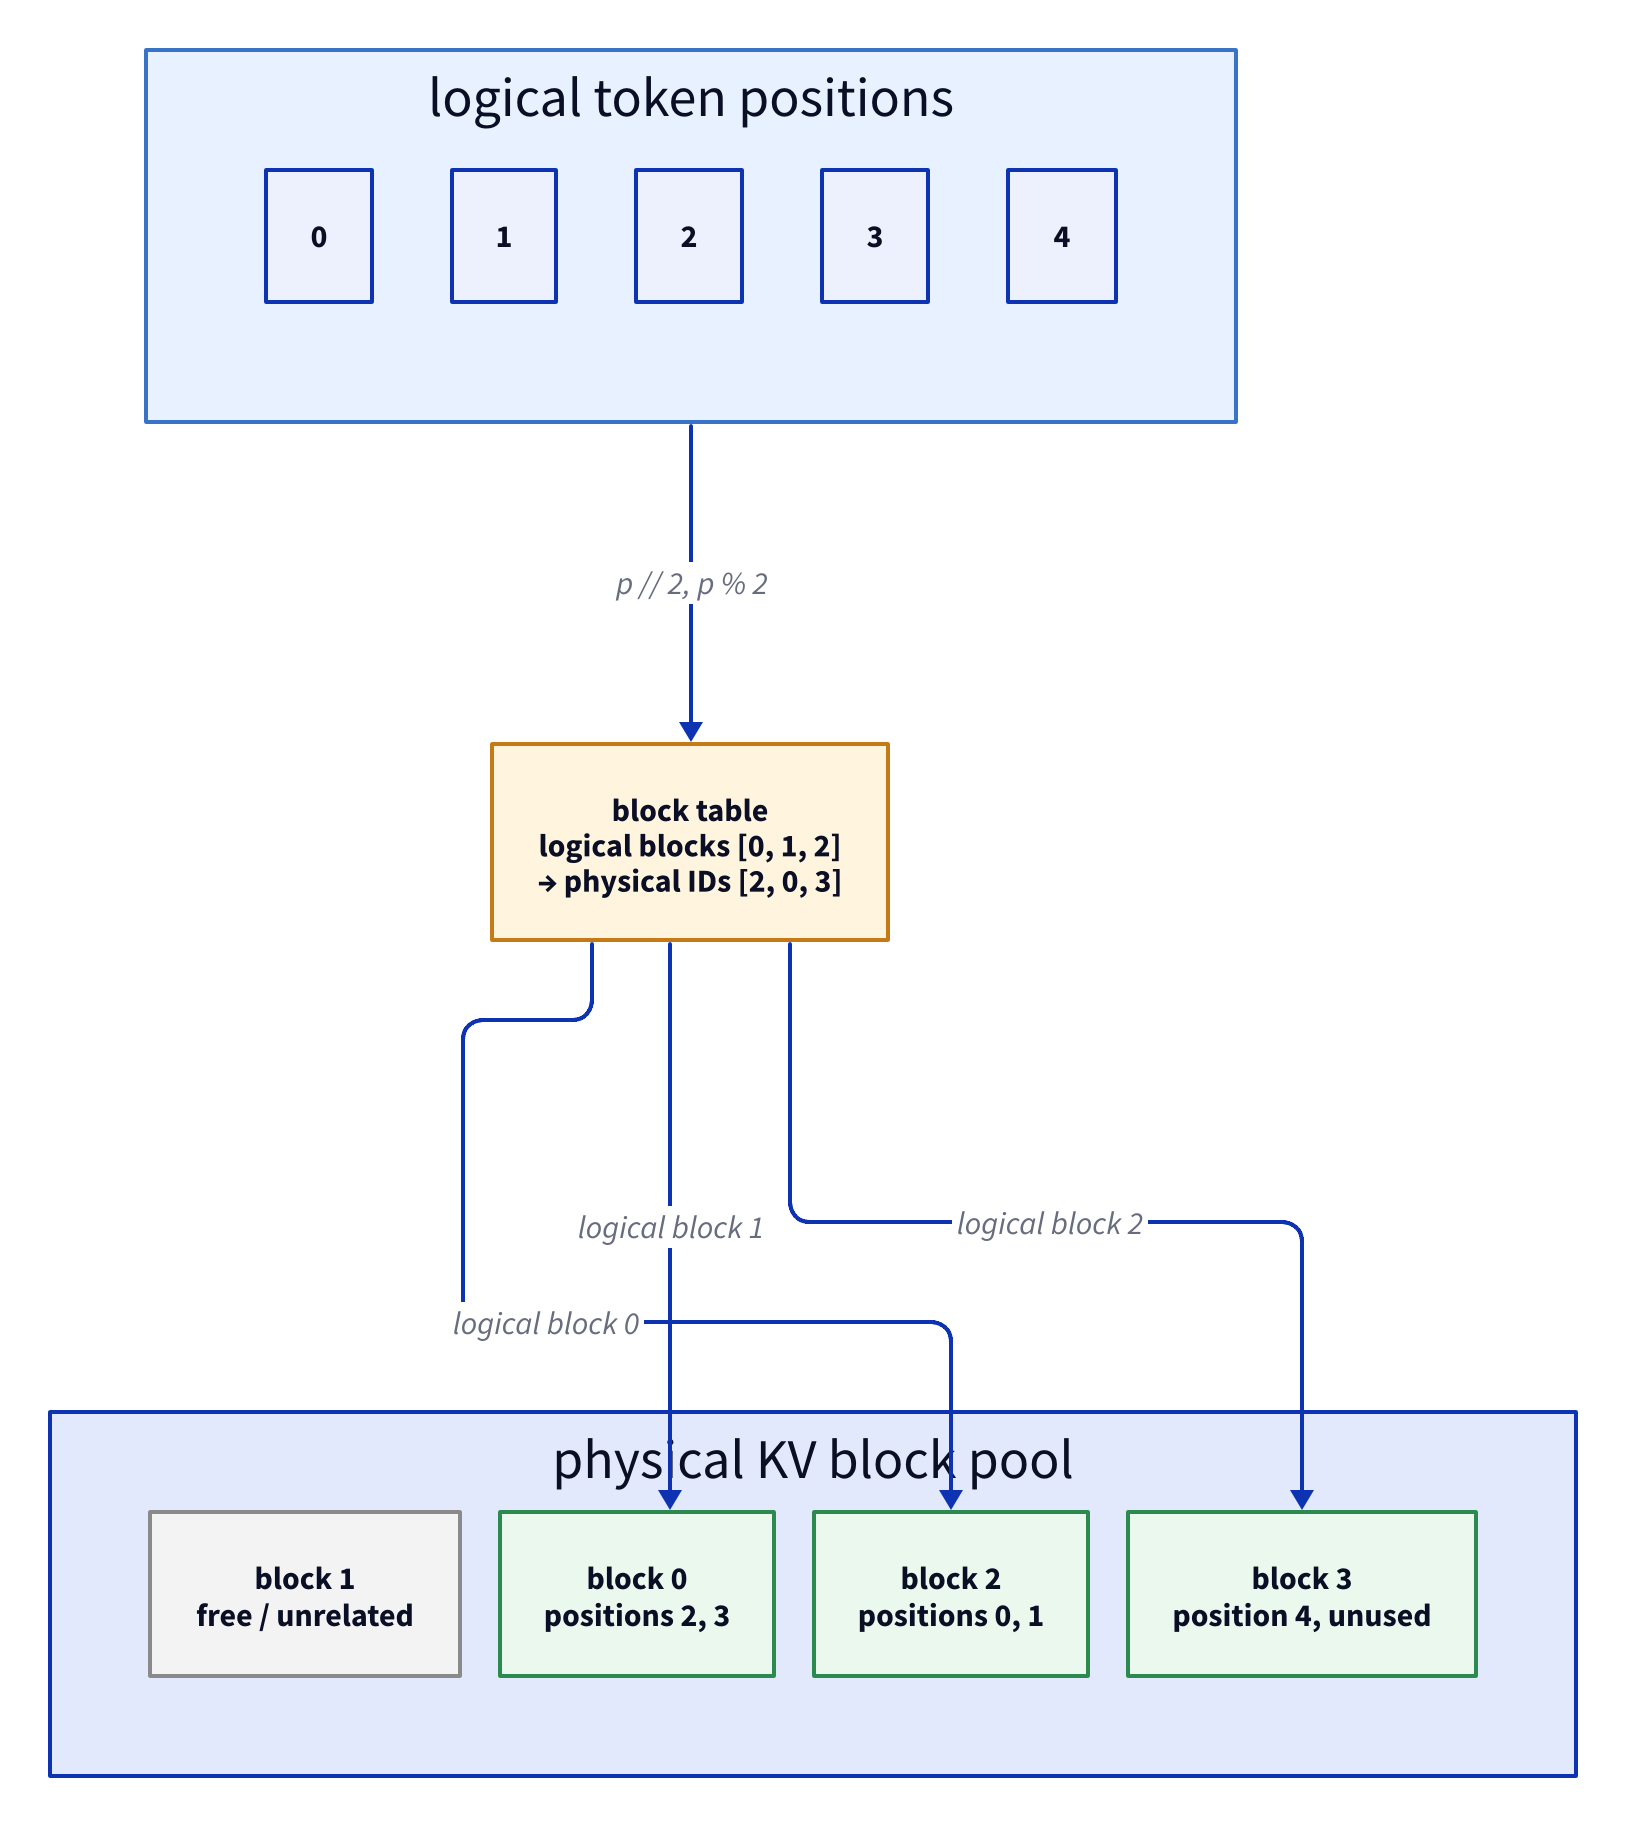 logical token positions
0
1
2
3
4
p // 2, p % 2
block table
logical blocks [0, 1, 2]
→ physical IDs [2, 0, 3]
logical block 1
logical block 2
logical block 0
physical KV block pool
block 1
free / unrelated
block 0
positions 2, 3
block 2
positions 0, 1
block 3
position 4, unused